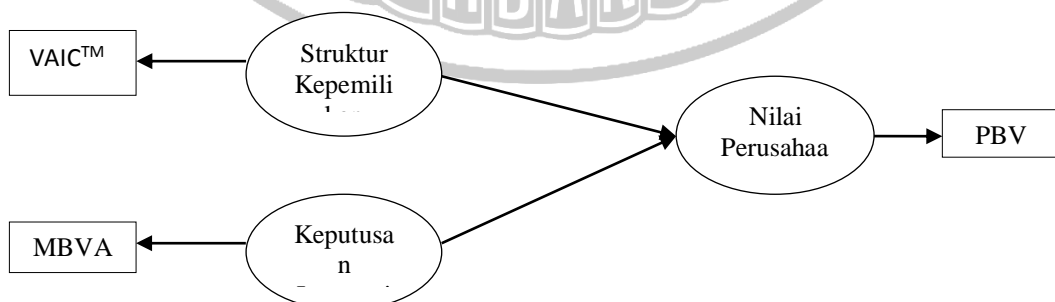 VAIC™
Struktur
Kepemili
Nilai
Perusahaa
PBV
MBVA
Keputusa
n